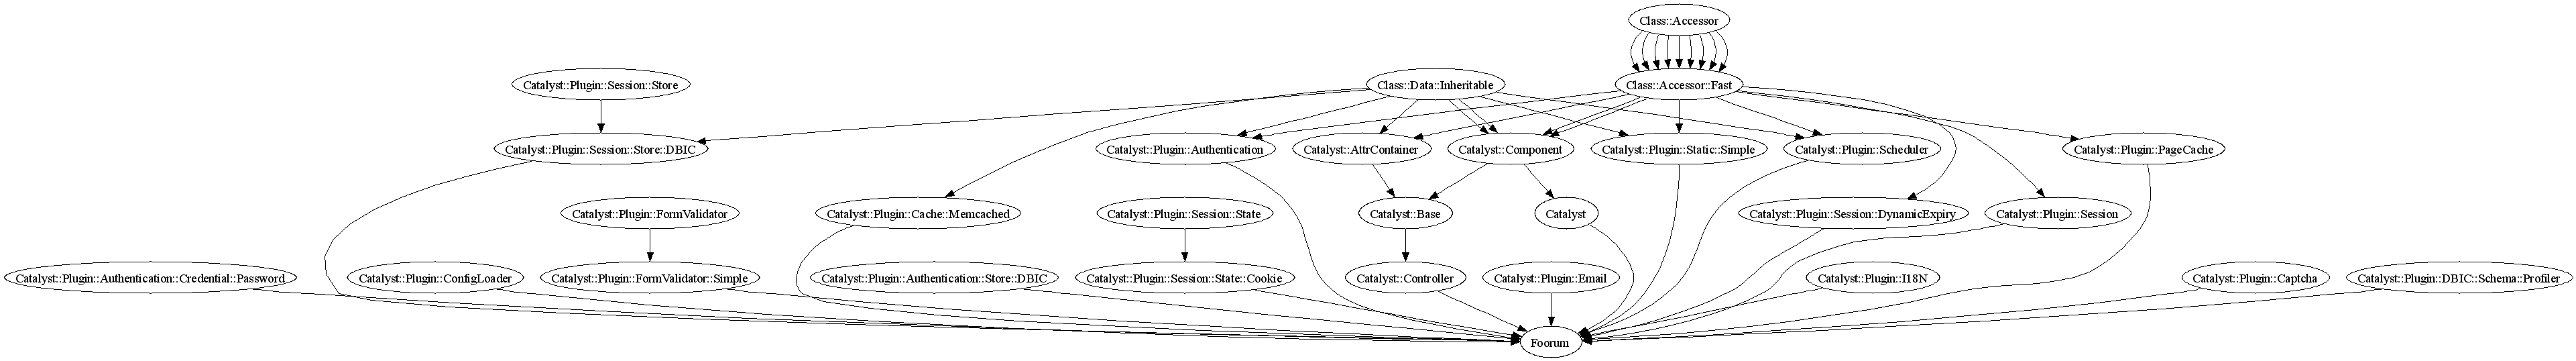 Class::Accessor
Catalyst::Plugin::Session::Store
Class::Data::Inheritable
Class::Accessor::Fast
Catalyst::Plugin::Session::Store::DBIC
Catalyst::Plugin::Authentication
Catalyst::AttrContainer
Catalyst::Component
Catalyst::Plugin::Static::Simple
Catalyst::Plugin::Scheduler
Catalyst::Plugin::PageCache
Catalyst::Plugin::FormValidator
Catalyst::Plugin::Cache::Memcached
Catalyst::Plugin::Session::State
Catalyst::Base
Catalyst
Catalyst::Plugin::Session::DynamicExpiry
Catalyst::Plugin::Session
Catalyst::Plugin::Authentication::Credential::Password
Catalyst::Plugin::ConfigLoader
Catalyst::Plugin::FormValidator::Simple
Catalyst::Plugin::Authentication::Store::DBIC
Catalyst::Plugin::Session::State::Cookie
Catalyst::Controller
Catalyst::Plugin::Email
Catalyst::Plugin::I18N
Catalyst::Plugin::Captcha
Catalyst::Plugin::DBIC::Schema::Profiler
Foorum